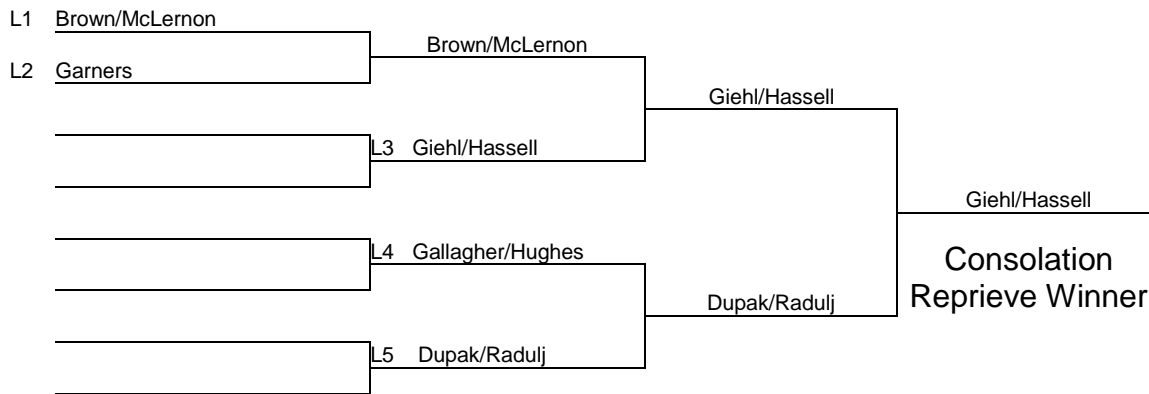 L1 Brown/McLernon
Brown/McLernon
L2 Garners
Giehl/Hassell
L3 Giehl/Hassell
Giehl/Hassell
L4 Gallagher/Hughes
Consolation
Reprieve Winner
Dupak/Radulj
L5 Dupak/Radulj